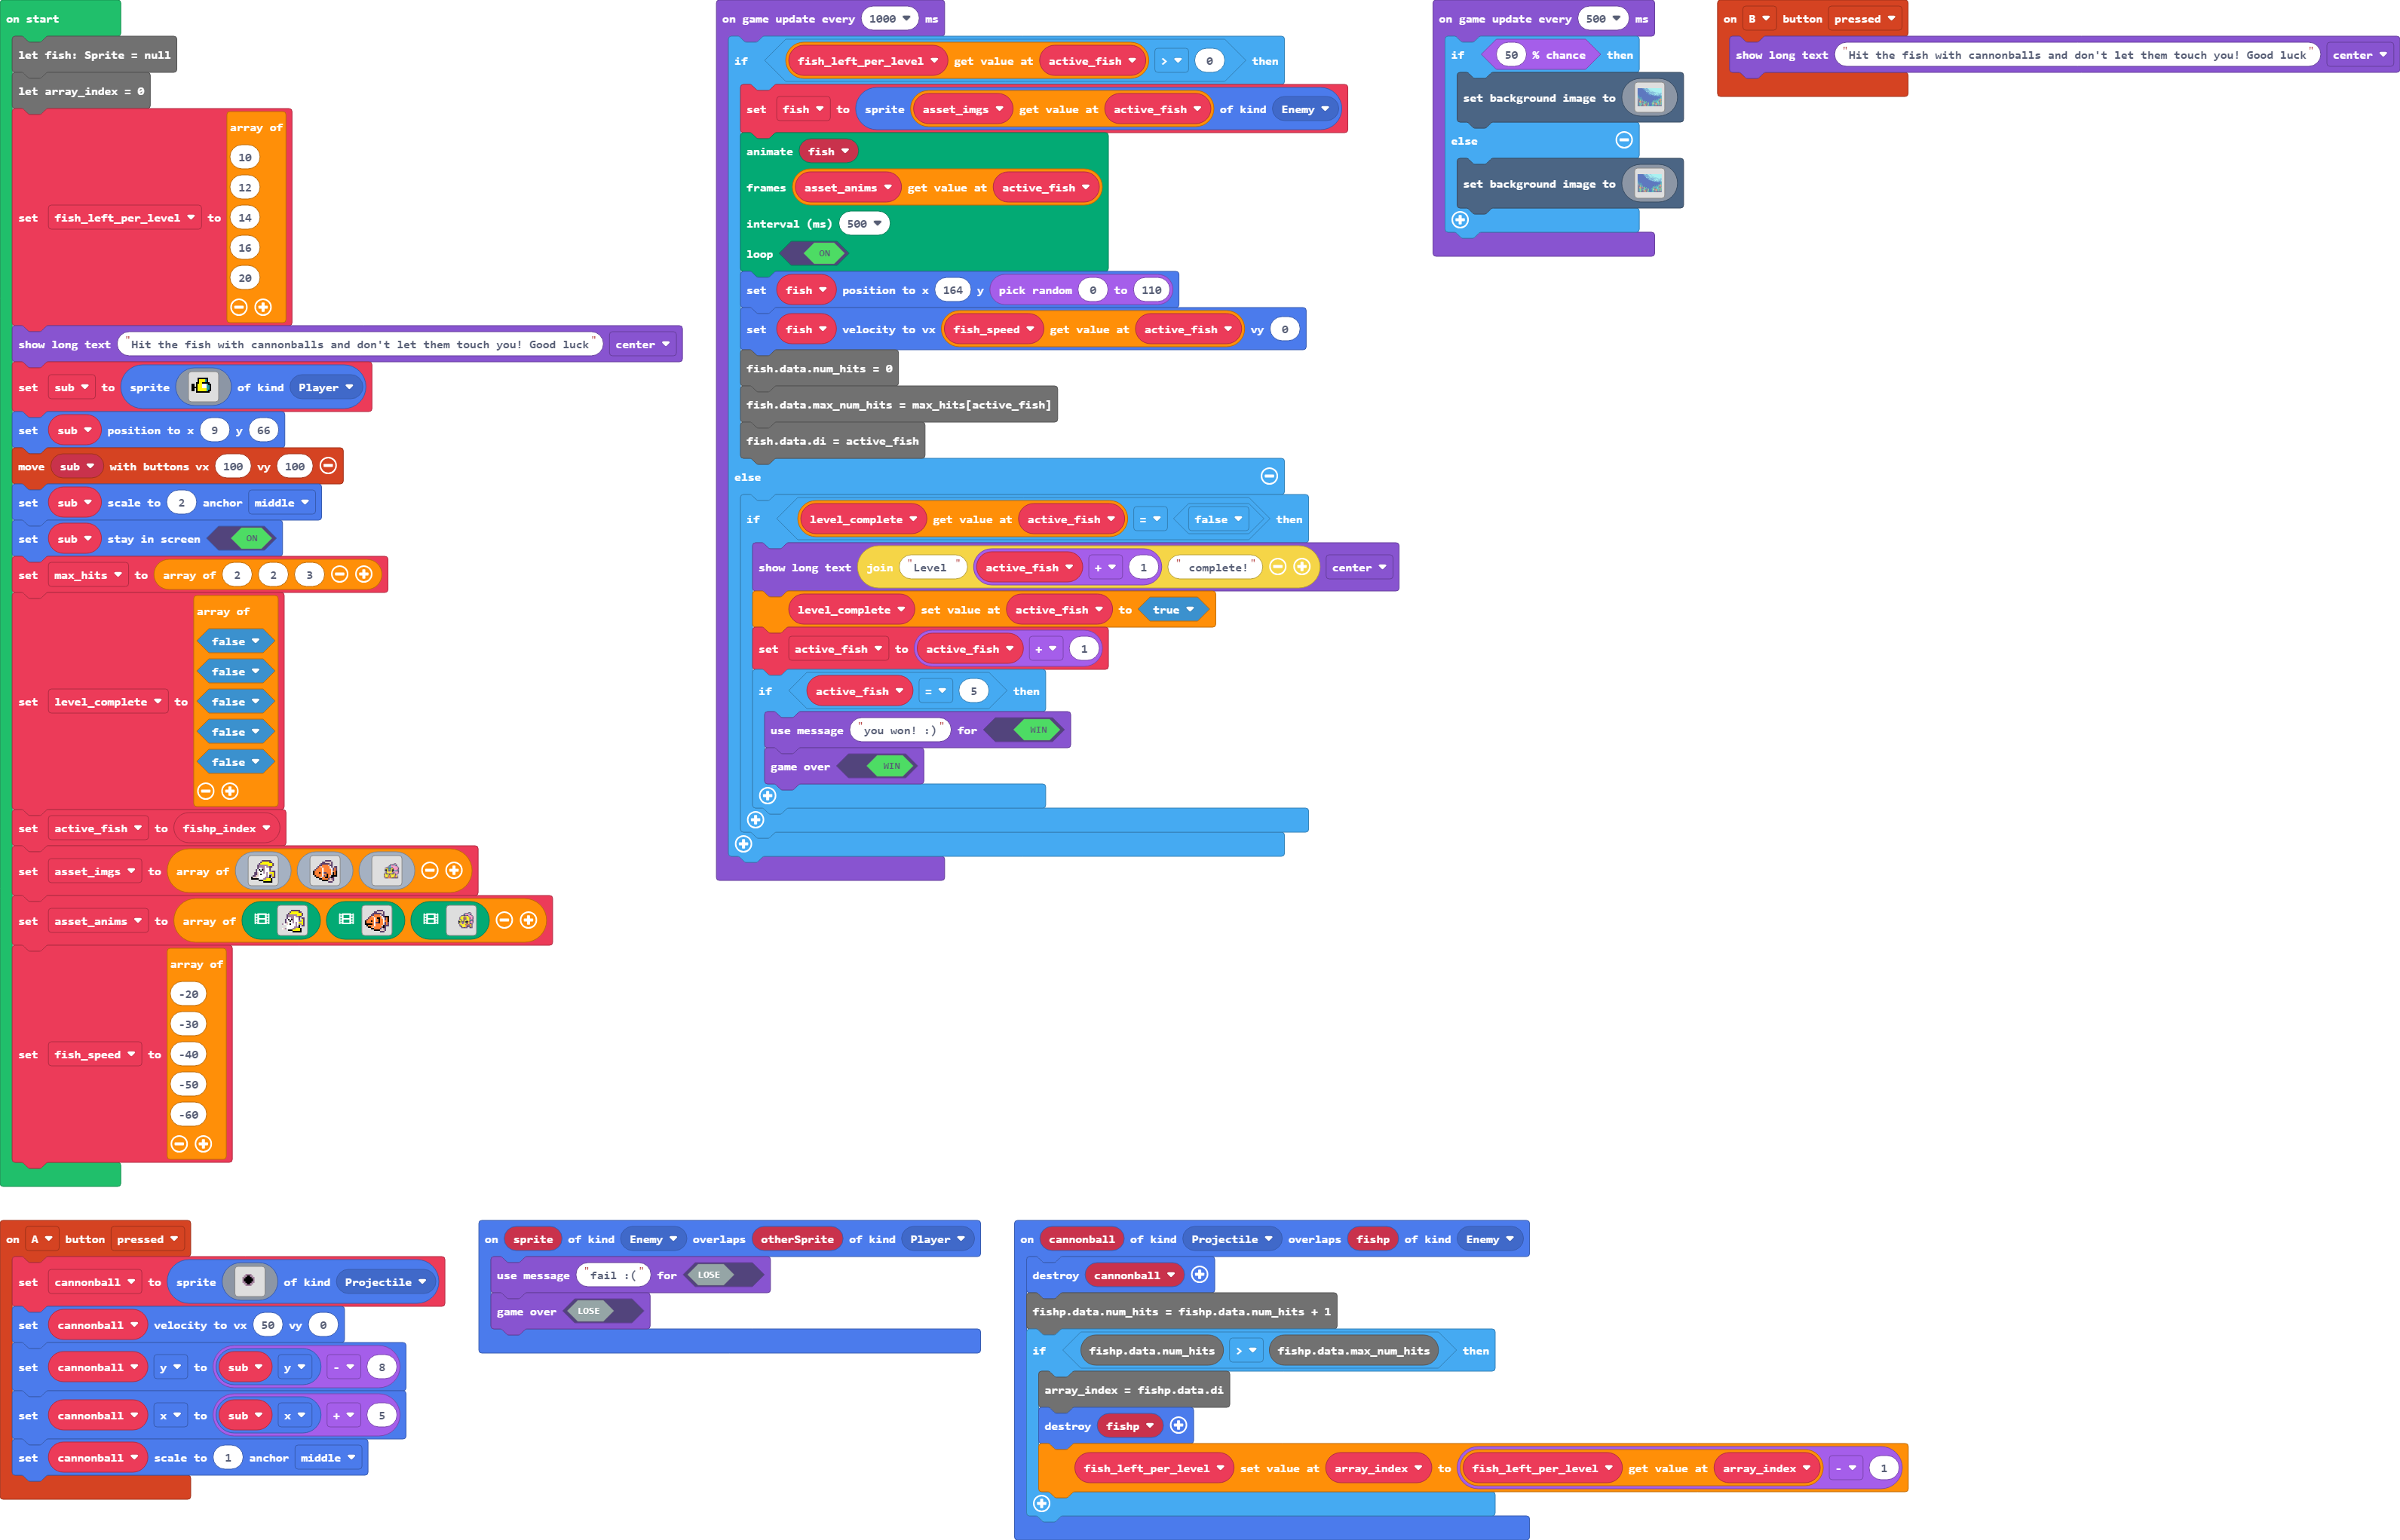 on start
let fish: Sprite = null
let array_index = 0
set fish_left_per_level to array of
10
12
14
16
20
show long text "Hit the fish with cannonballs and don't let them touch you! Good luck" center
set sub to sprite of kind Player
set sub position to x 9 y 66
move sub with buttons vx 100 vy 100
set sub scale to 2 anchor middle
set sub stay in screen ON
set max_hits to array of 2 2 3
set level_complete to array of
false
false
false
false
false
set active_fish to fishp_index
set asset_imgs to array of
set asset_anims to array of
set fish_speed to array of
-20
-30
-40
-50
-60
on game update every 1000 ms
if fish_left_per_level get value at active_fish > 0 then
set fish to sprite asset_imgs get value at active_fish of kind Enemy
animate fish
frames asset_anims get value at active_fish
interval (ms) 500
loop ON
set fish position to x 164 y pick random 0 to 110
set fish velocity to vx fish_speed get value at active_fish vy 0
fish.data.num_hits = 0
fish.data.max_num_hits = max_hits[active_fish]
fish.data.di = active_fish
else
if level_complete get value at active_fish = false then
show long text join "Level " active_fish + 1 " complete!" center
level_complete set value at active_fish to true
set active_fish to active_fish + 1
if active_fish = 5 then
use message "you won! :)" for WIN
game over WIN
on game update every 500 ms
if 50 % chance then
set background image to
else
set background image to
on B button pressed
show long text "Hit the fish with cannonballs and don't let them touch you! Good luck" center
on A button pressed
set cannonball to sprite of kind Projectile
set cannonball velocity to vx 50 vy 0
set cannonball y to sub y - 8
set cannonball x to sub x + 5
set cannonball scale to 1 anchor middle
on sprite of kind Enemy overlaps otherSprite of kind Player
use message "fail :(" for LOSE
game over LOSE
on cannonball of kind Projectile overlaps fishp of kind Enemy
destroy cannonball
fishp.data.num_hits = fishp.data.num_hits + 1
if fishp.data.num_hits > fishp.data.max_num_hits then
array_index = fishp.data.di
destroy fishp
fish_left_per_level set value at array_index to fish_left_per_level get value at array_index - 1